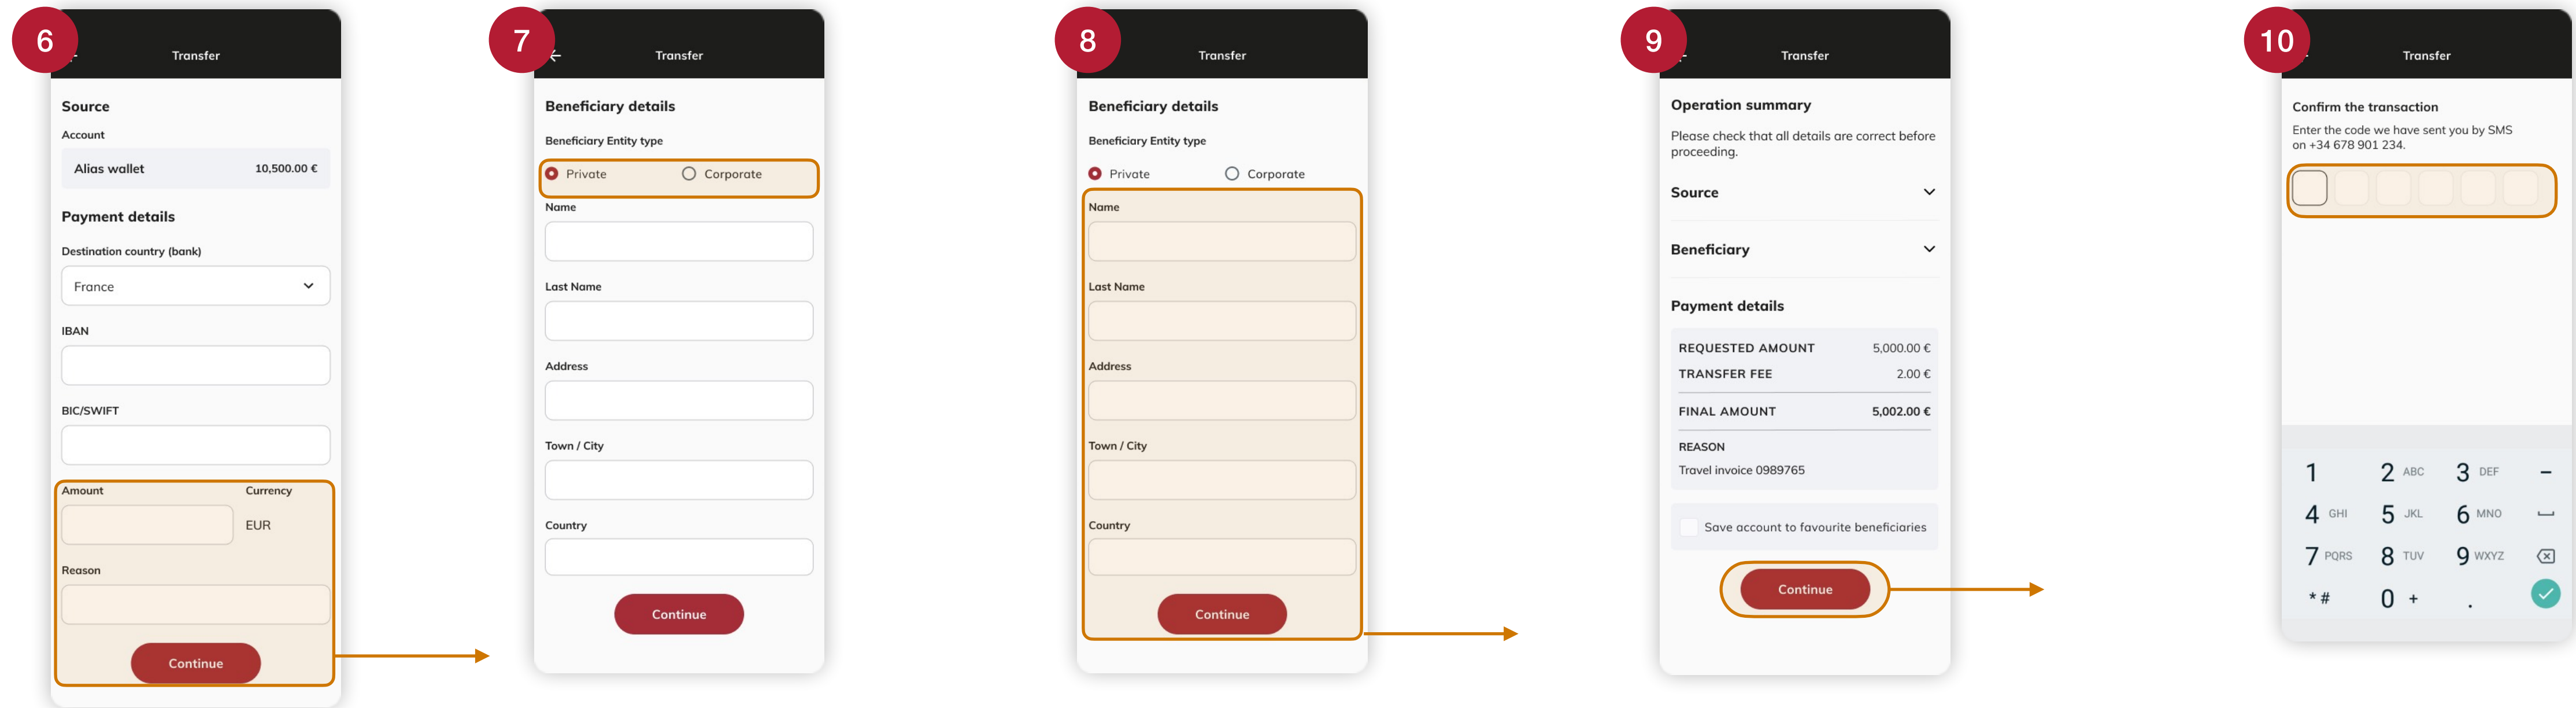 6
Transfer
Source
Account
Alias wallet 10,500.00 €
Payment details
Destination country (bank)
France
IBAN
BIC/SWIFT
Amount Currency
EUR
Reason
Continue
7
Transfer
Beneficiary details
Beneficiary Entity type
Private Corporate
Name
Last Name
Address
Town / City
Country
Continue
8
Transfer
Beneficiary details
Beneficiary Entity type
Private Corporate
Name
Last Name
Address
Town / City
Country
Continue
9
Transfer
Operation summary
Please check that all details are correct before
proceeding.
Source
Beneficiary
Payment details
REQUESTED AMOUNT 5,000.00 €
TRANSFER FEE 2.00 €
FINAL AMOUNT 5,002.00 €
REASON
Travel invoice 0989765
Save account to favourite beneficiaries
Continue
10
Transfer
Confirm the transaction
Enter the code we have sent you by SMS
on +34 678 901 234.
1 2 ABC 3 DEF -
4 GHI 5 JKL 6 MNO
7 PQRS 8 TUV 9 WXYZ
* # 0 + .